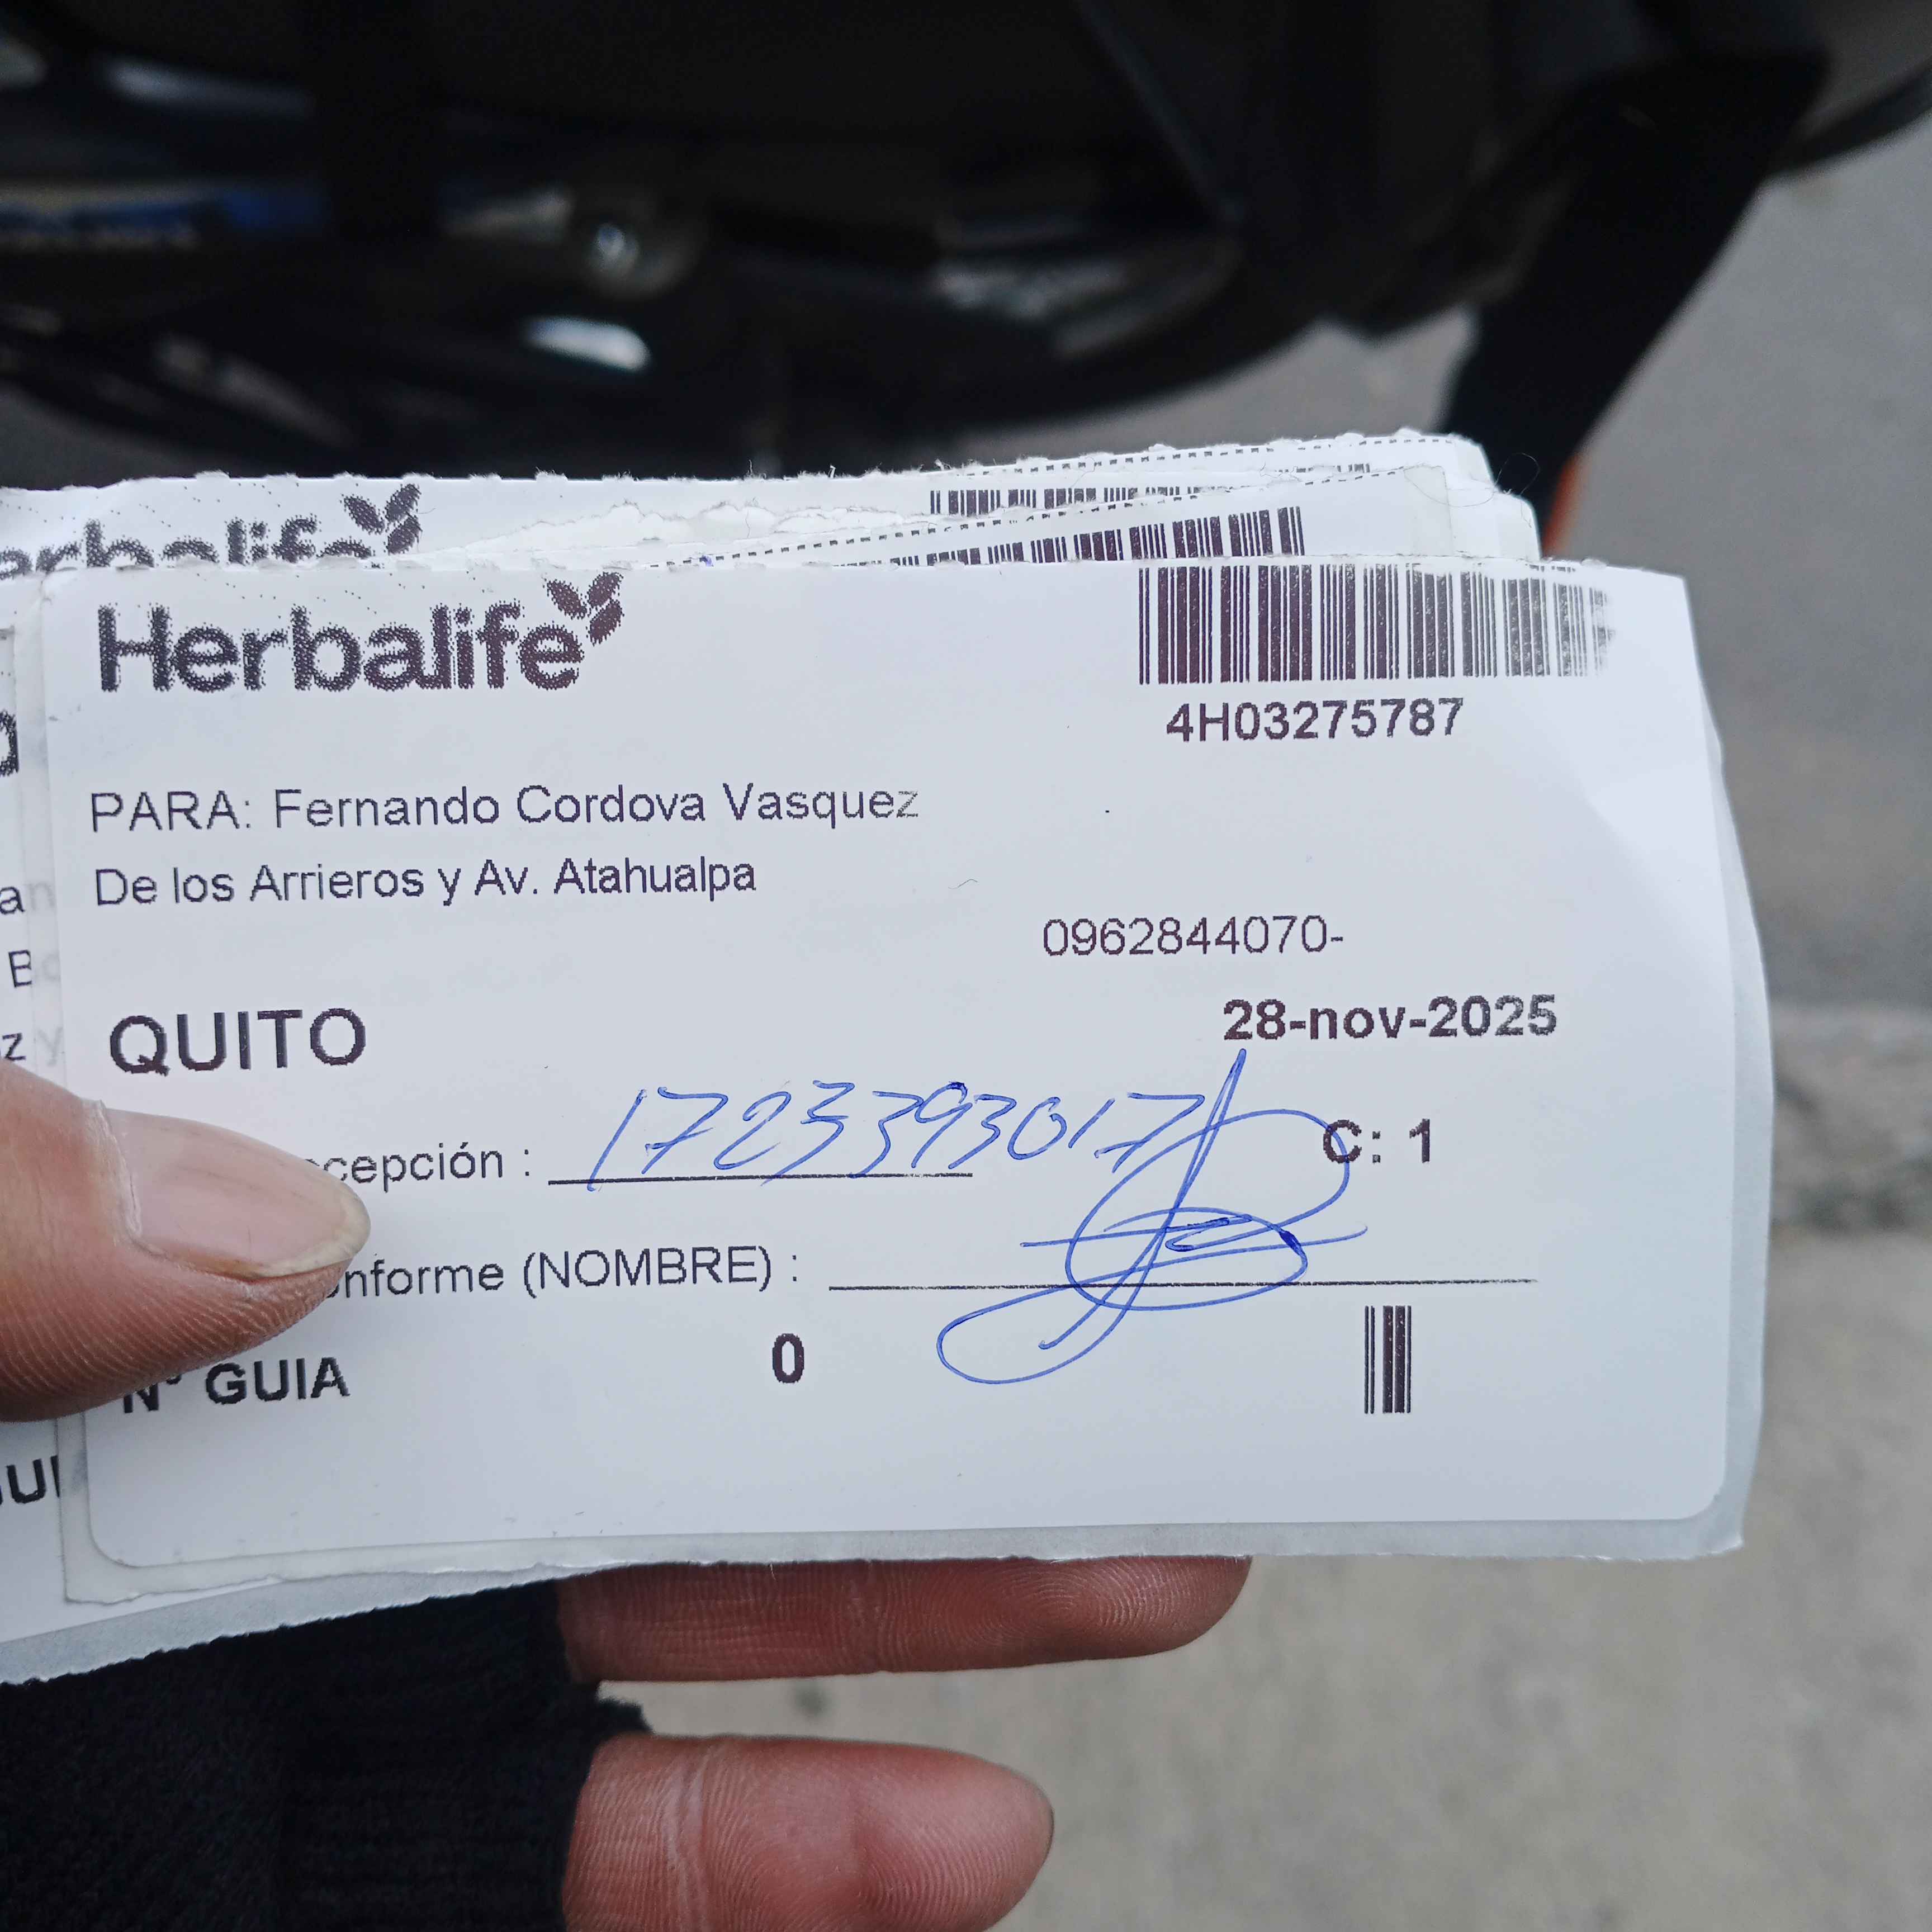 Herbalife
4H03275787
PARA: Fernando Cordova Vasquez
De los Arrieros y Av. Atahualpa
0962844070-
QUITO
28-nov-2025
cepción : 1723393017
C: 1
nforme (NOMBRE) :
N° GUIA 0